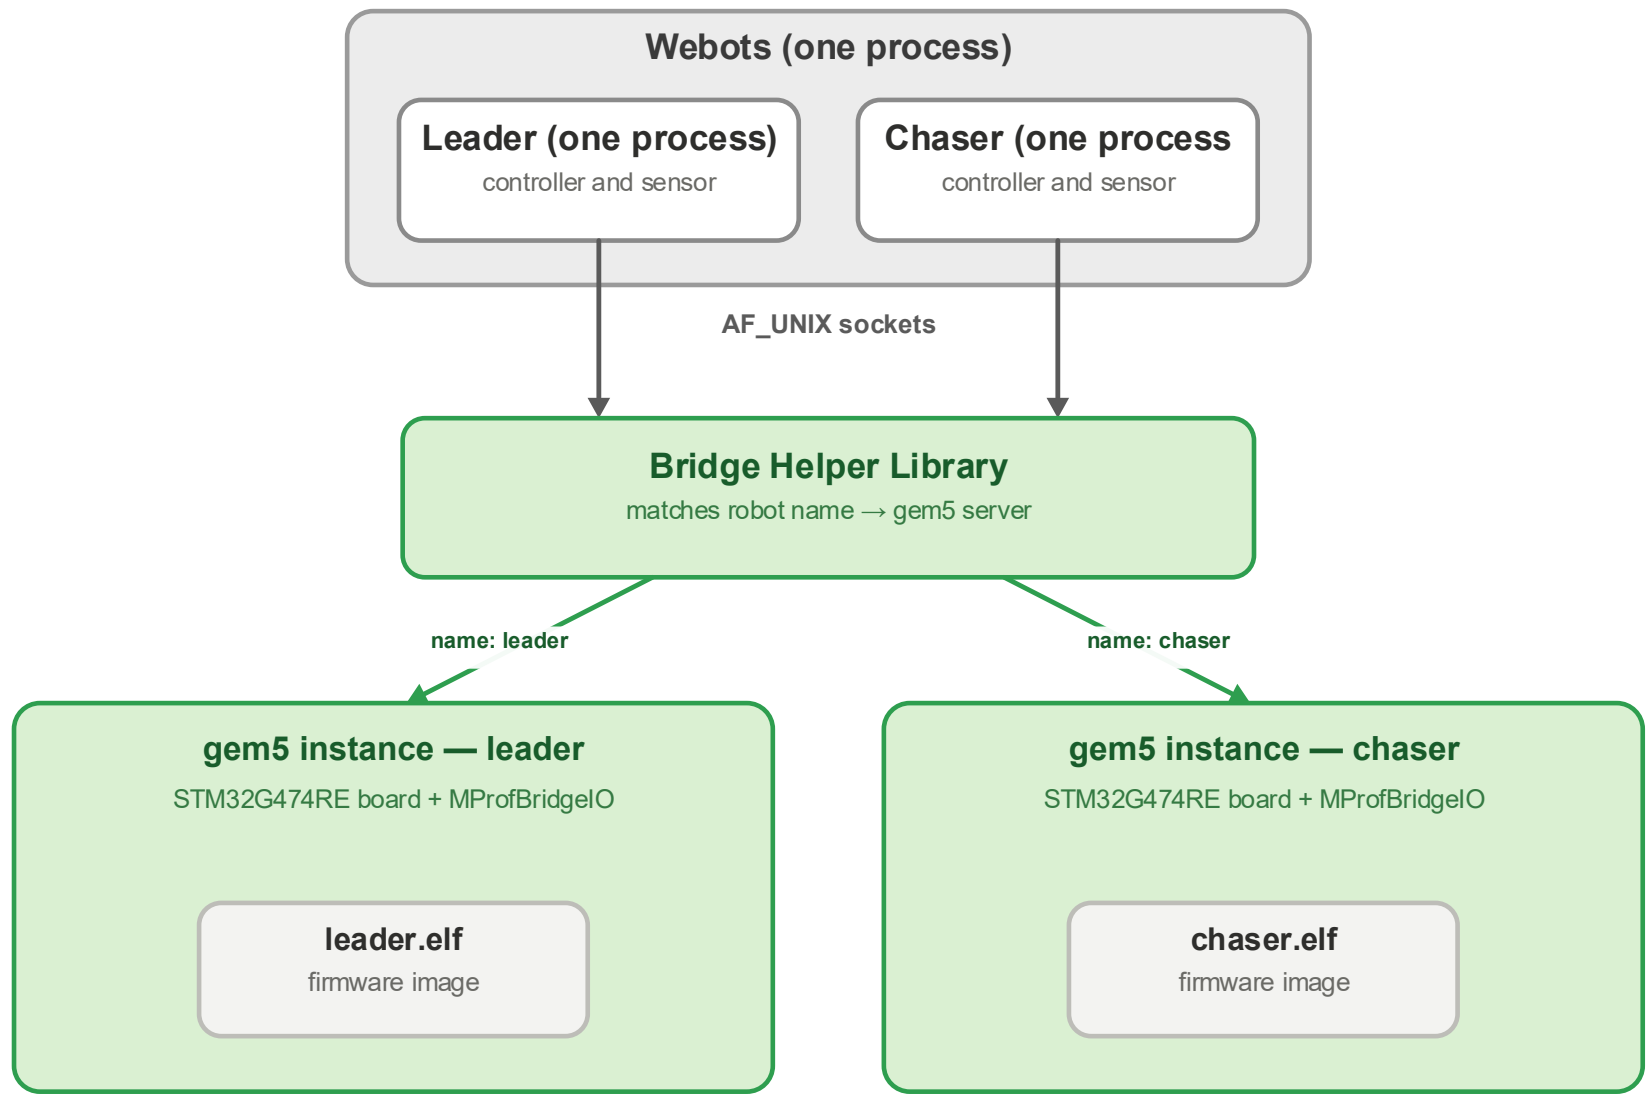 Webots (one process)
Leader (one process)
controller and sensor
Chaser (one process
controller and sensor
AF_UNIX sockets
Bridge Helper Library
matches robot name → gem5 server
name: leader
name: chaser
gem5 instance — leader
STM32G474RE board + MProfBridgeIO
leader.elf
firmware image
gem5 instance — chaser
STM32G474RE board + MProfBridgeIO
chaser.elf
firmware image